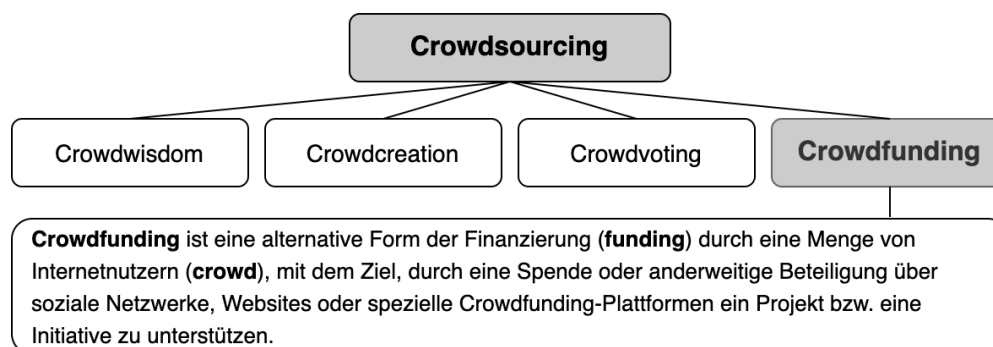 Crowdsourcing
Crowdwisdom
Crowdcreation
Crowdvoting
Crowdfunding
Crowdfunding ist eine alternative Form der Finanzierung (funding) durch eine Menge von
Internetnutzern (crowd), mit dem Ziel, durch eine Spende oder anderweitige Beteiligung über
soziale Netzwerke, Websites oder spezielle Crowdfunding-Plattformen ein Projekt bzw. eine
Initiative zu unterstützen.